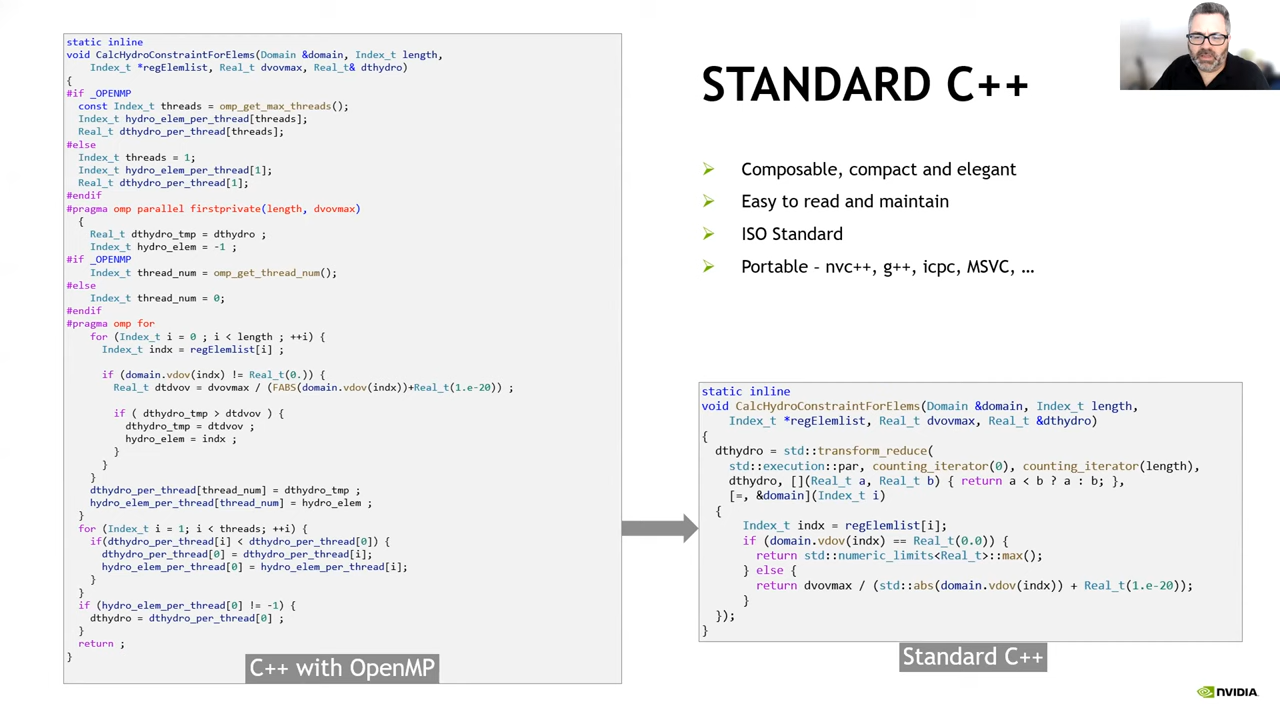 static inline
void CalcHydroConstraintForElems(Domain &domain, Index_t length,
Index_t *regElemlist, Real_t dvovmax, Real_t& dthydro)
{
#if _OPENMP
const Index_t threads = omp_get_max_threads();
Index_t hydro_elem_per_thread[threads];
Real_t dthydro_per_thread[threads];
#else
Index_t threads = 1;
Index_t hydro_elem_per_thread[1];
Real_t dthydro_per_thread[1];
#endif
#pragma omp parallel firstprivate(length, dvovmax)
{
Real_t dthydro_tmp = dthydro ;
Index_t hydro_elem = -1 ;
#if _OPENMP
Index_t thread_num = omp_get_thread_num();
#else
Index_t thread_num = 0;
#endif
#pragma omp for
for (Index_t i = 0 ; i < length ; ++i) {
Index_t indx = regElemlist[i] ;
if (domain.vdov(indx) != Real_t(0.)) {
Real_t dtdvov = dvovmax / (FABS(domain.vdov(indx))+Real_t(1.e-20)) ;
if ( dthydro_tmp > dtdvov ) {
dthydro_tmp = dtdvov ;
hydro_elem = indx ;
}
}
}
dthydro_per_thread[thread_num] = dthydro_tmp ;
hydro_elem_per_thread[thread_num] = hydro_elem ;
}
for (Index_t i = 1; i < threads; ++i) {
if(dthydro_per_thread[i] < dthydro_per_thread[0]) {
dthydro_per_thread[0] = dthydro_per_thread[i];
hydro_elem_per_thread[0] = hydro_elem_per_thread[i];
}
}
if (hydro_elem_per_thread[0] != -1) {
dthydro = dthydro_per_thread[0] ;
}
return ;
}
C++ with OpenMP
STANDARD C++
Composable, compact and elegant
Easy to read and maintain
ISO Standard
Portable - nvc++, g++, icpc, MSVC, …
static inline
void CalcHydroConstraintForElems(Domain &domain, Index_t length,
Index_t *regElemlist, Real_t dvovmax, Real_t &dthydro)
{
dthydro = std::transform_reduce(
std::execution::par, counting_iterator(0), counting_iterator(length),
dthydro, [](Real_t a, Real_t b) { return a < b ? a : b; },
[=, &domain](Index_t i)
{
Index_t indx = regElemlist[i];
if (domain.vdov(indx) == Real_t(0.0)) {
return std::numeric_limits<Real_t>::max();
} else {
return dvovmax / (std::abs(domain.vdov(indx)) + Real_t(1.e-20));
}
});
}
Standard C++
NVIDIA.